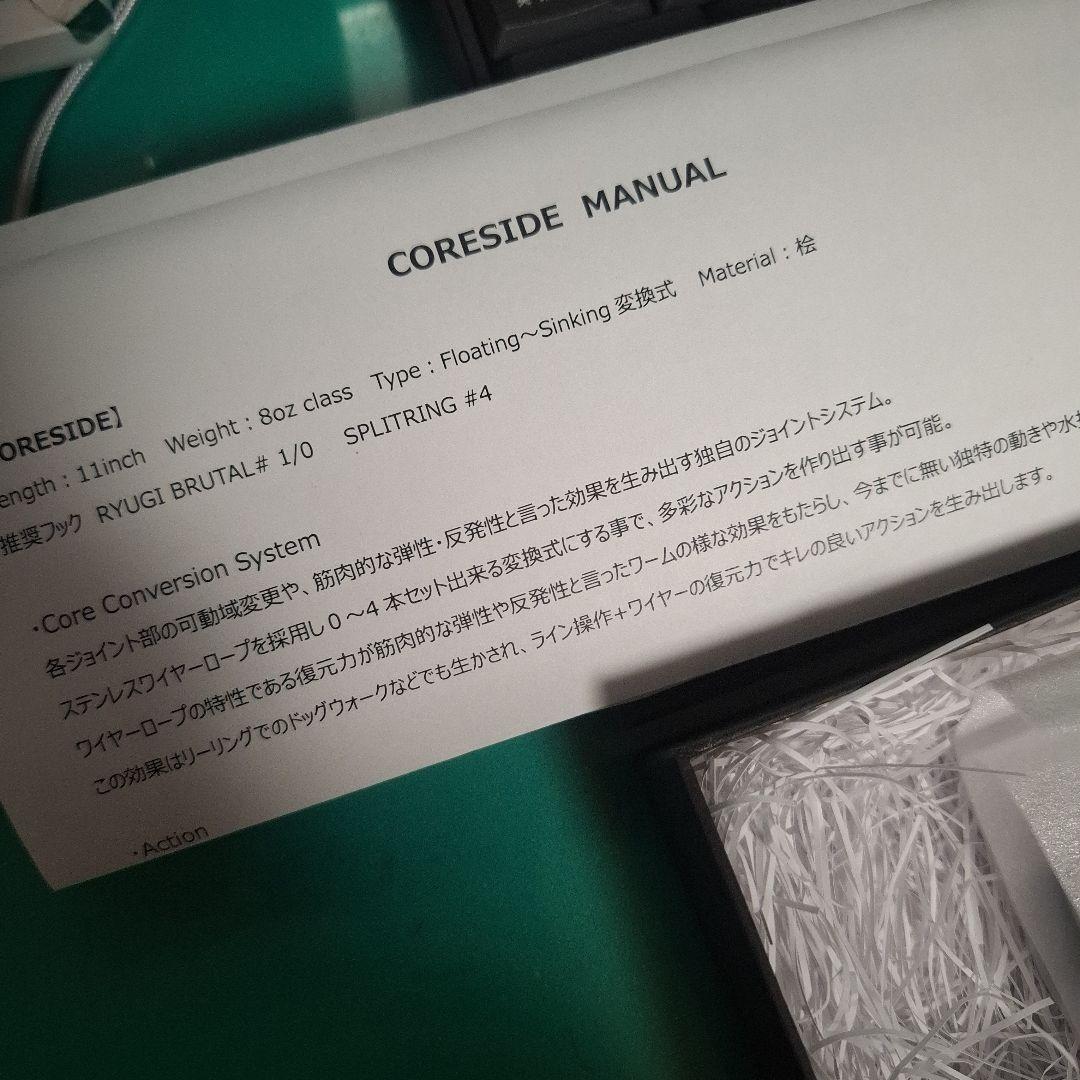 CORESIDE MANUAL
ORESIDE】
ength : 11inch Weight : 8oz class Type : Floating～Sinking 変換式 Material : 桧
推奨フック RYUGI BRUTAL# 1/0 SPLITRING #4
・Core Conversion System
各ジョイント部の可動域変更や、筋肉的な弾性・反発性と言った効果を生み出す独自のジョイントシステム。
ステンレスワイヤーロープを採用し 0 ～4 本セット出来る変換式にする事で、多彩なアクションを作り出す事が可能。
ワイヤーロープの特性である復元力が筋肉的な弾性や反発性と言ったワームの様な効果をもたらし、今までに無い独特の動きや水
この効果はリーリングでのドッグウォークなどでも生かされ、ライン操作+ワイヤーの復元力でキレの良いアクションを生み出します。
・Action